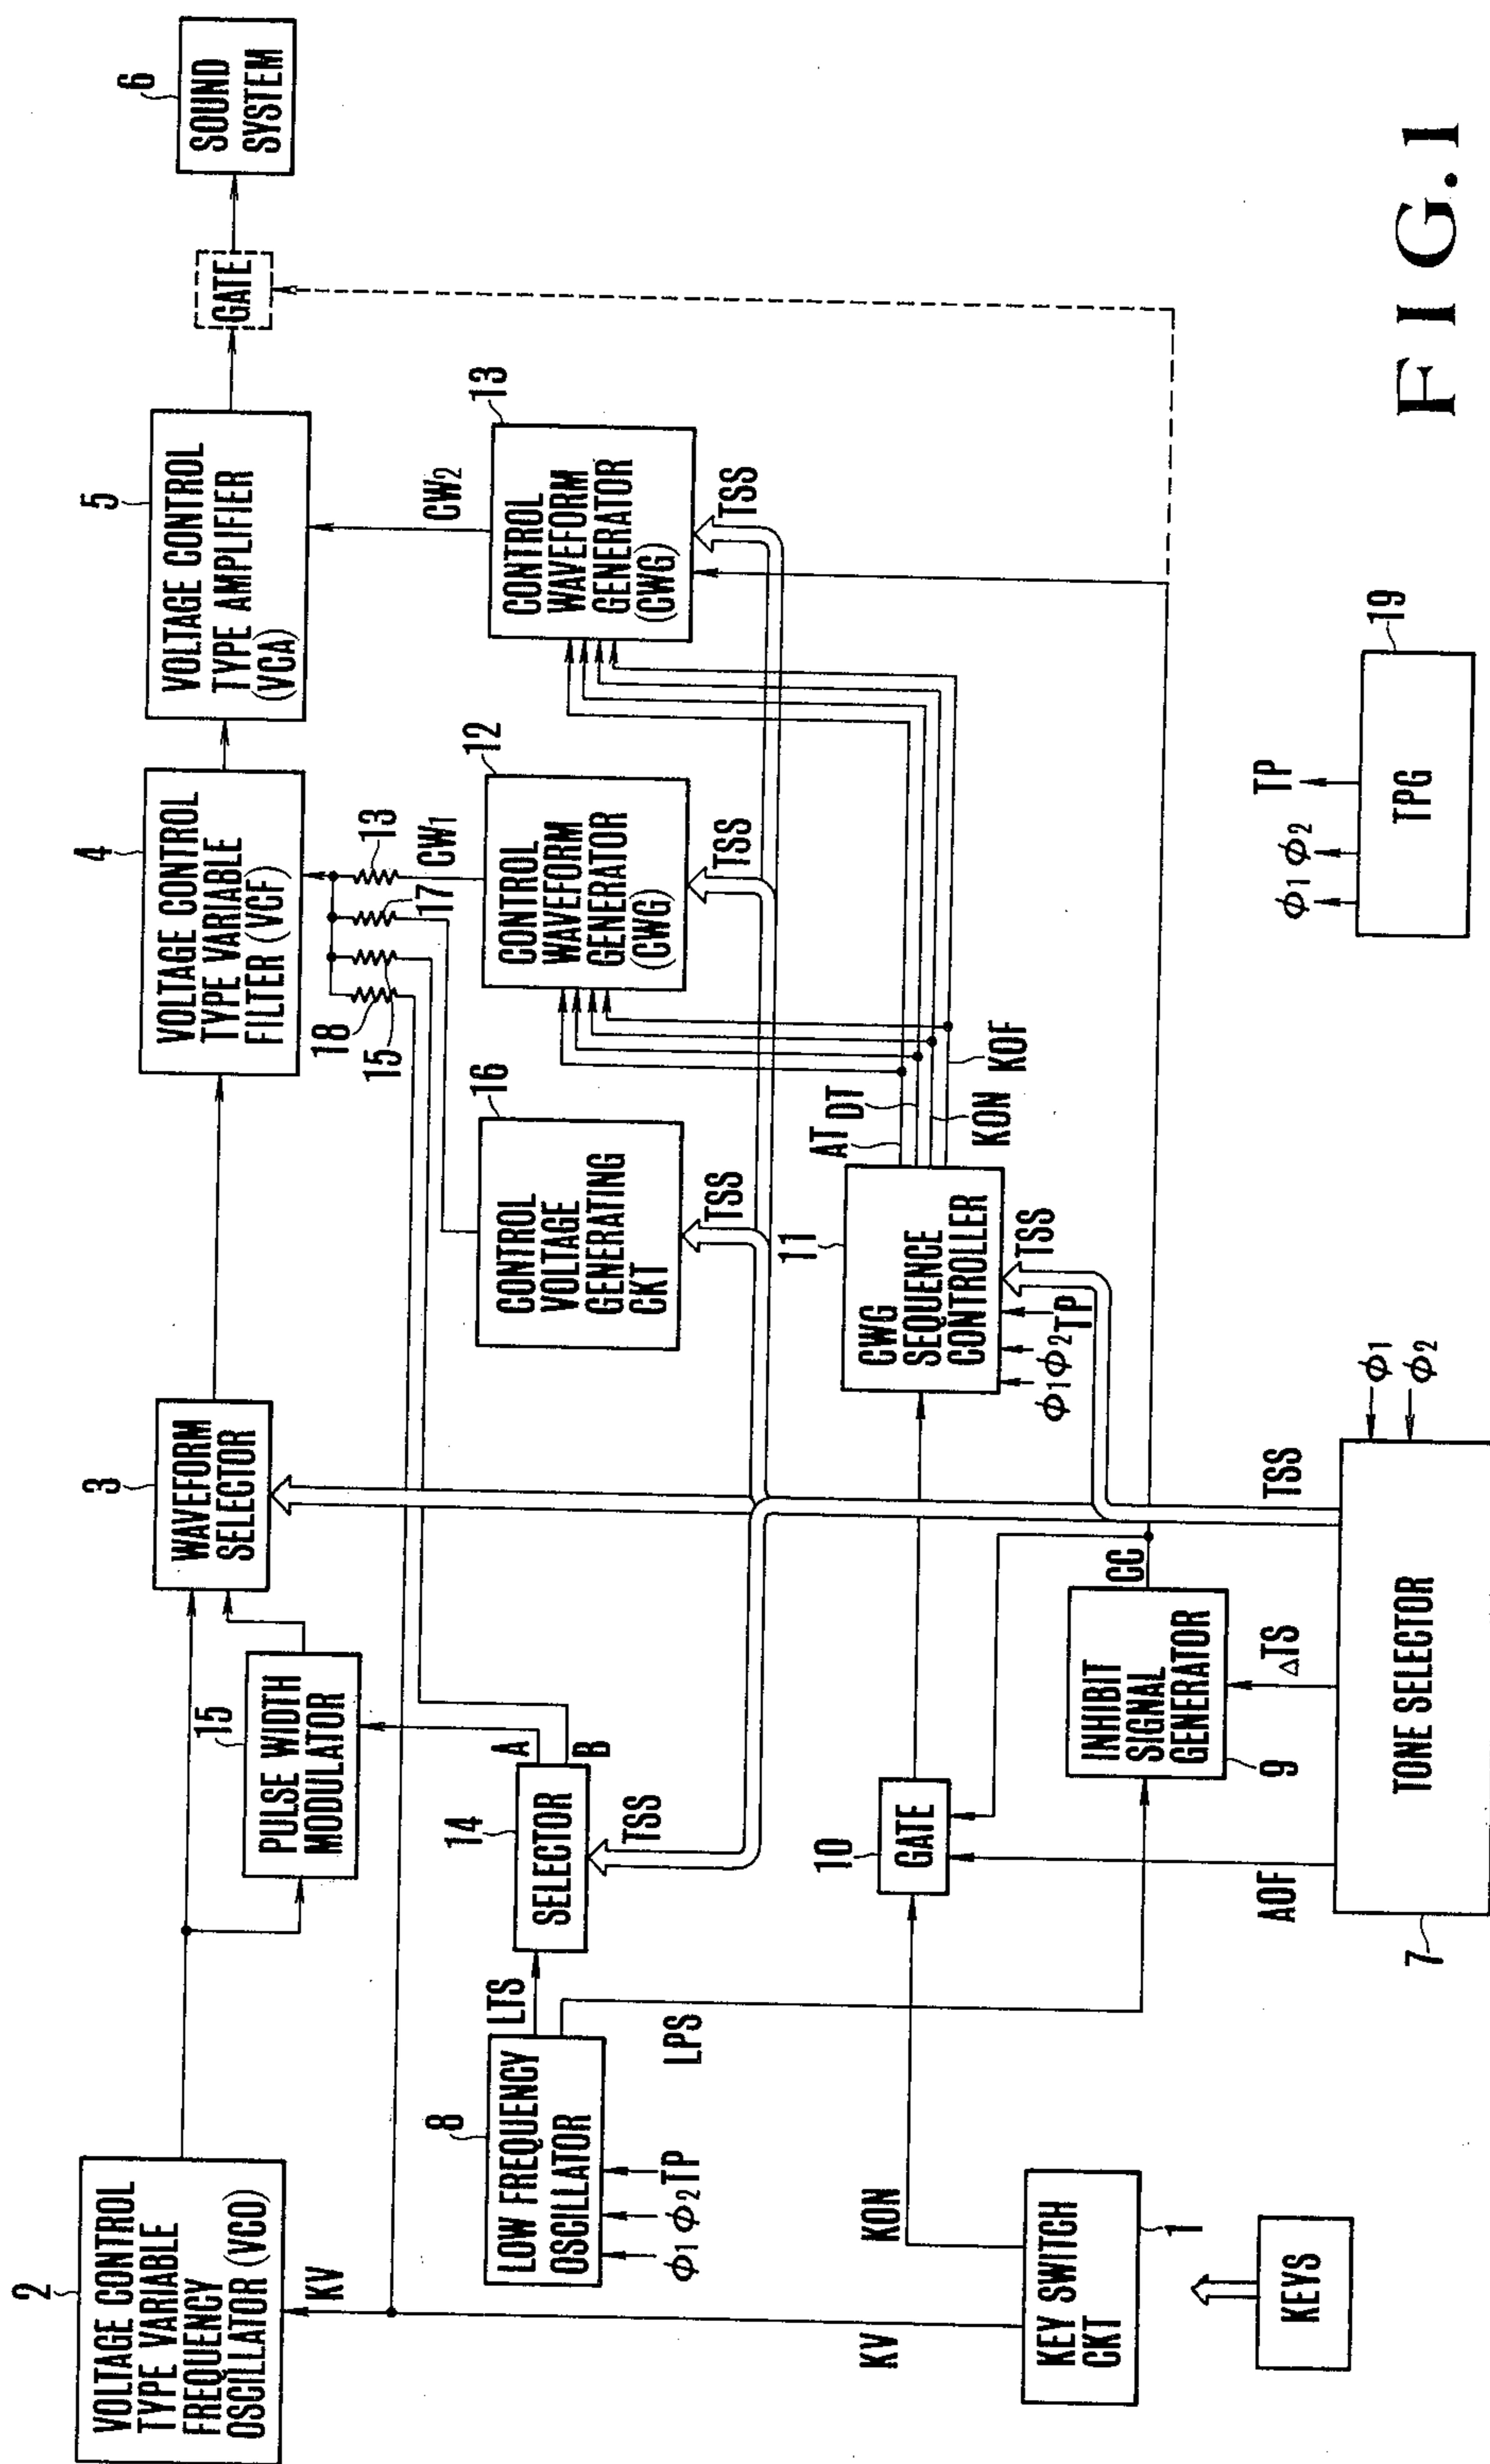 2
VOLTAGE CONTROL
TYPE VARIABLE
FREQUENCY
OSCILLATOR (VCO)
KV
15
PULSE WIDTH
MODULATOR
3
WAVEFORM
SELECTOR
4
VOLTAGE CONTROL
TYPE VARIABLE
FILTER (VCF)
5
VOLTAGE CONTROL
TYPE AMPLIFIER
(VCA)
GATE
6
SOUND
SYSTEM
18
15
17
13
CW1
CW2
8
LOW FREQUENCY
OSCILLATOR
ϕ1 ϕ2 TP
LTS
LPS
14
SELECTOR
A
B
TSS
16
CONTROL
VOLTAGE
GENERATING
CKT
TSS
12
CONTROL
WAVEFORM
GENERATOR
(CWG)
TSS
13
CONTROL
WAVEFORM
GENERATOR
(CWG)
TSS
KV
KON
KEY SWITCH
CKT
1
KEYS
10
GATE
AOF
11
CWG
SEQUENCE
CONTROLLER
ϕ1 ϕ2 TP
TSS
AT
DT
KON
KOF
INHIBIT
SIGNAL
GENERATOR
9
CC
△TS
7
TONE SELECTOR
TSS
ϕ1
ϕ2
19
TPG
ϕ1 ϕ2 TP
FIG.1